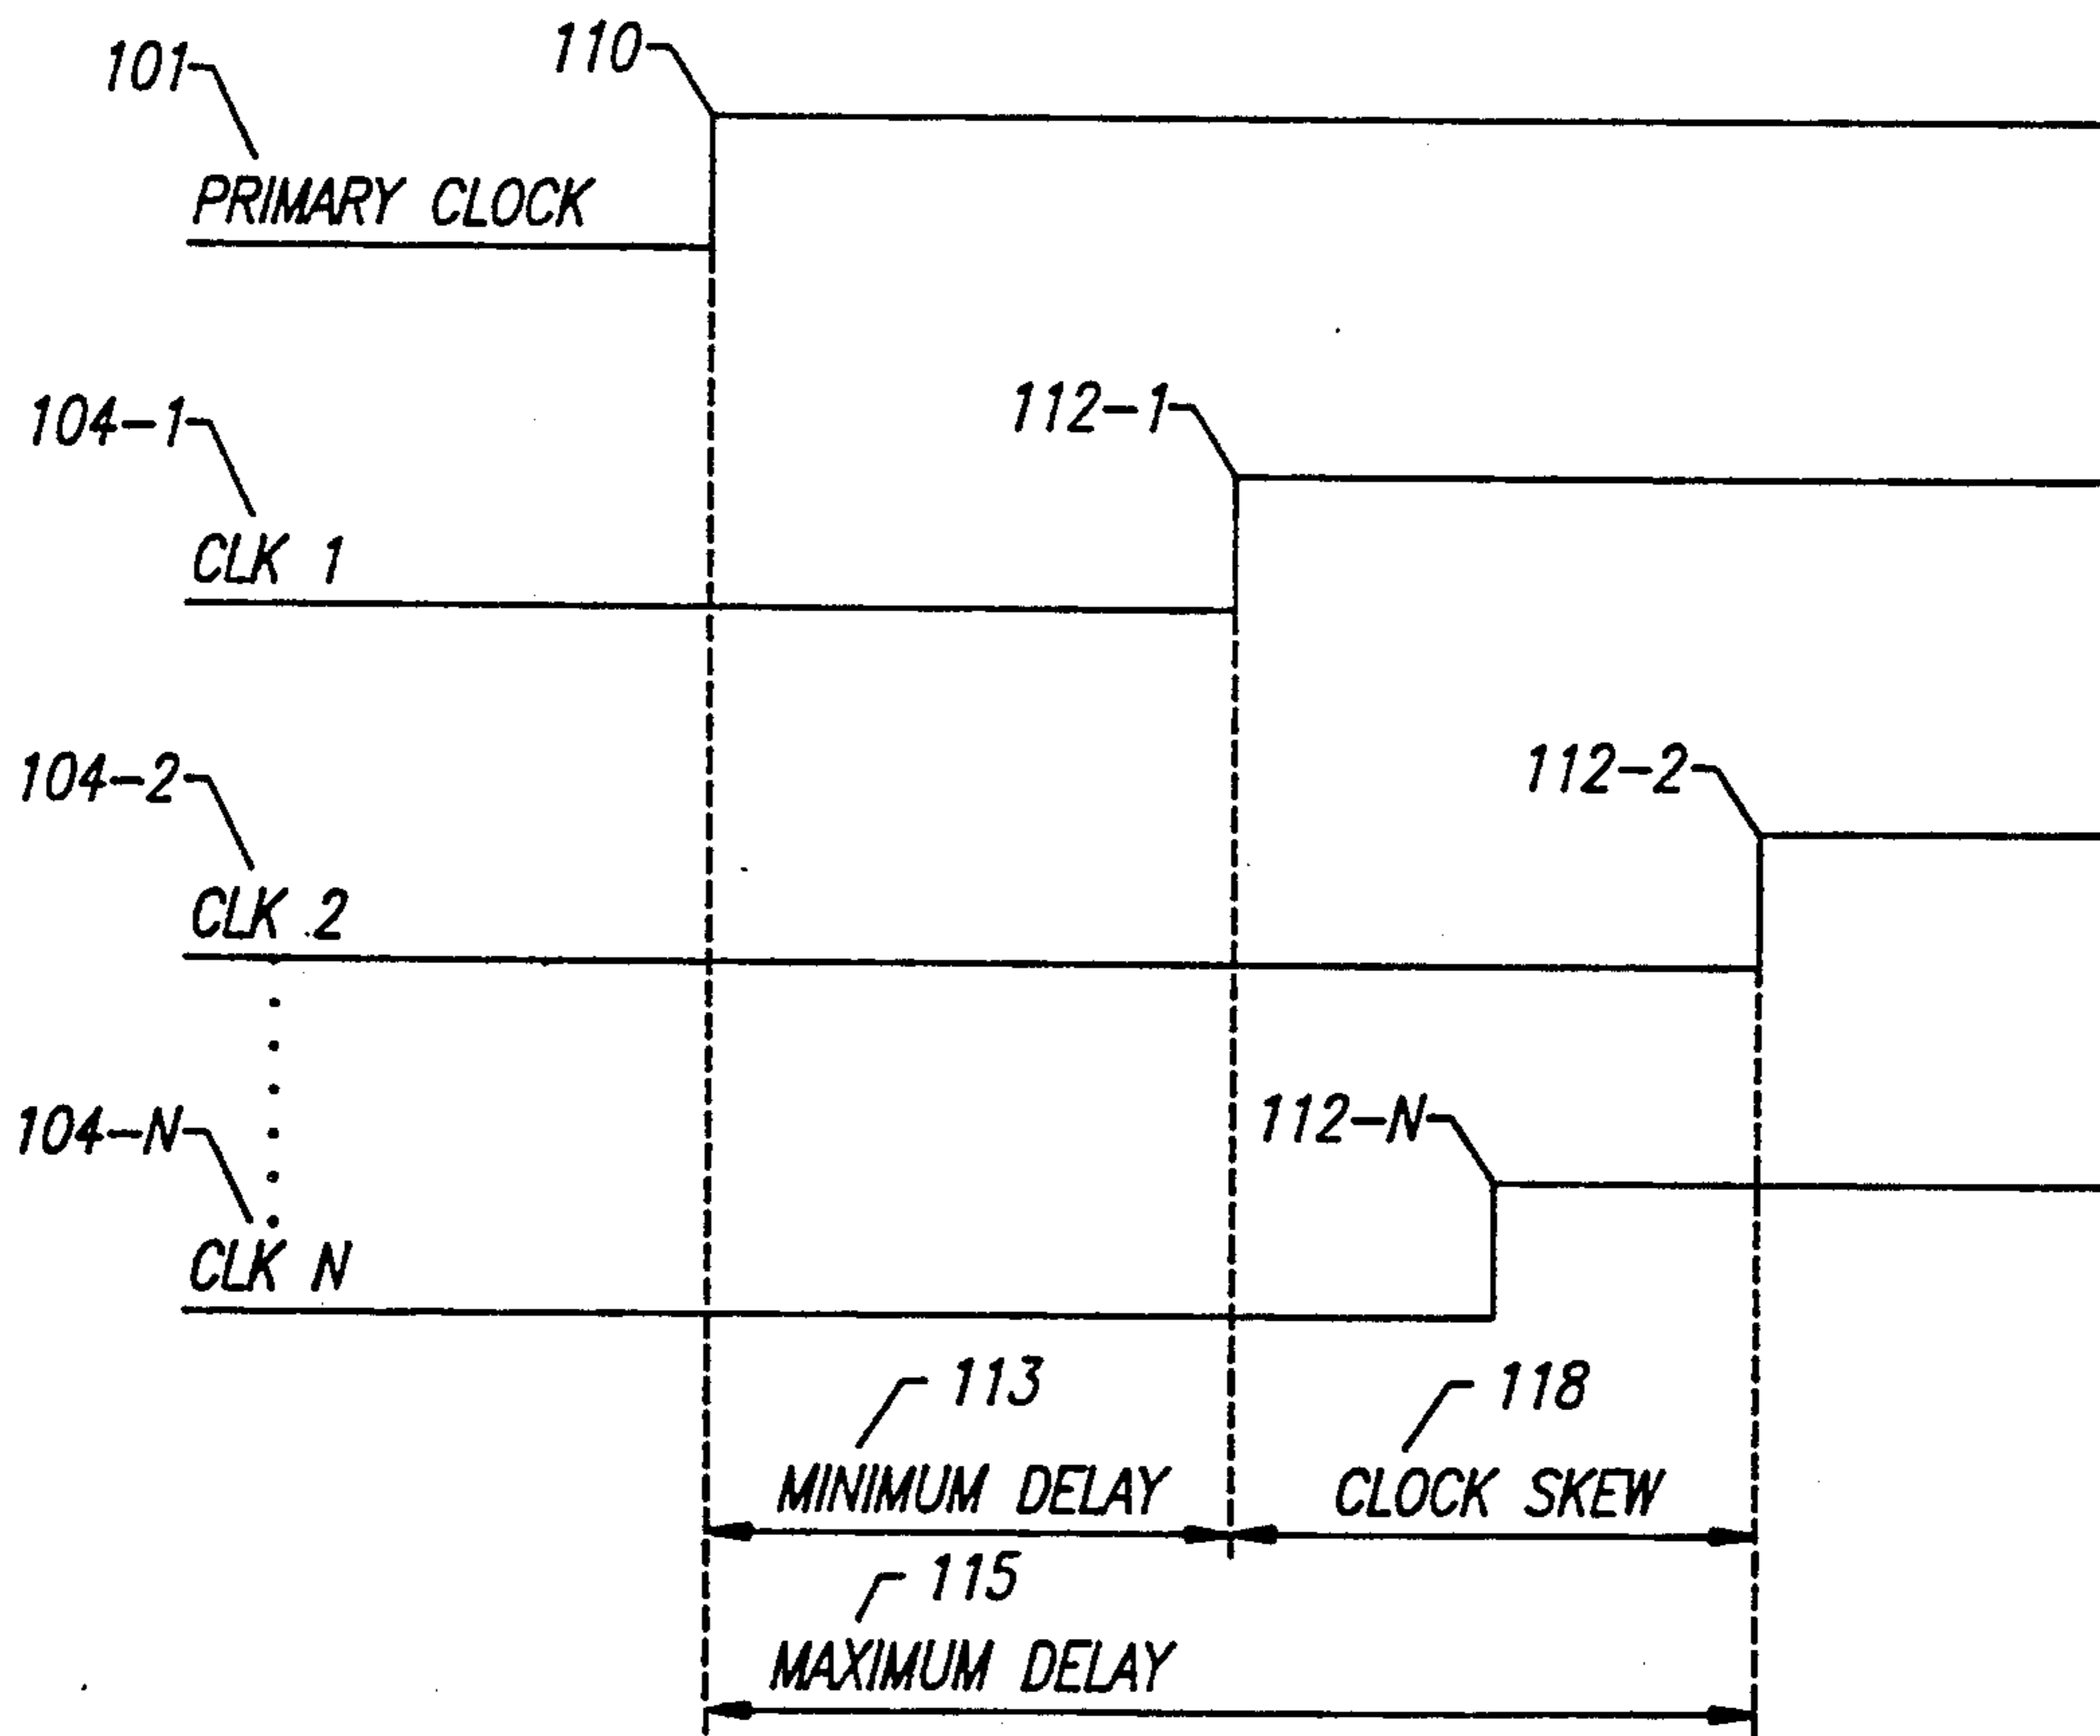 101
110
PRIMARY CLOCK
104-1
112-1
CLK 1
104-2
112-2
CLK 2
104-N
112-N
CLK N
113
118
MINIMUM DELAY
CLOCK SKEW
115
MAXIMUM DELAY